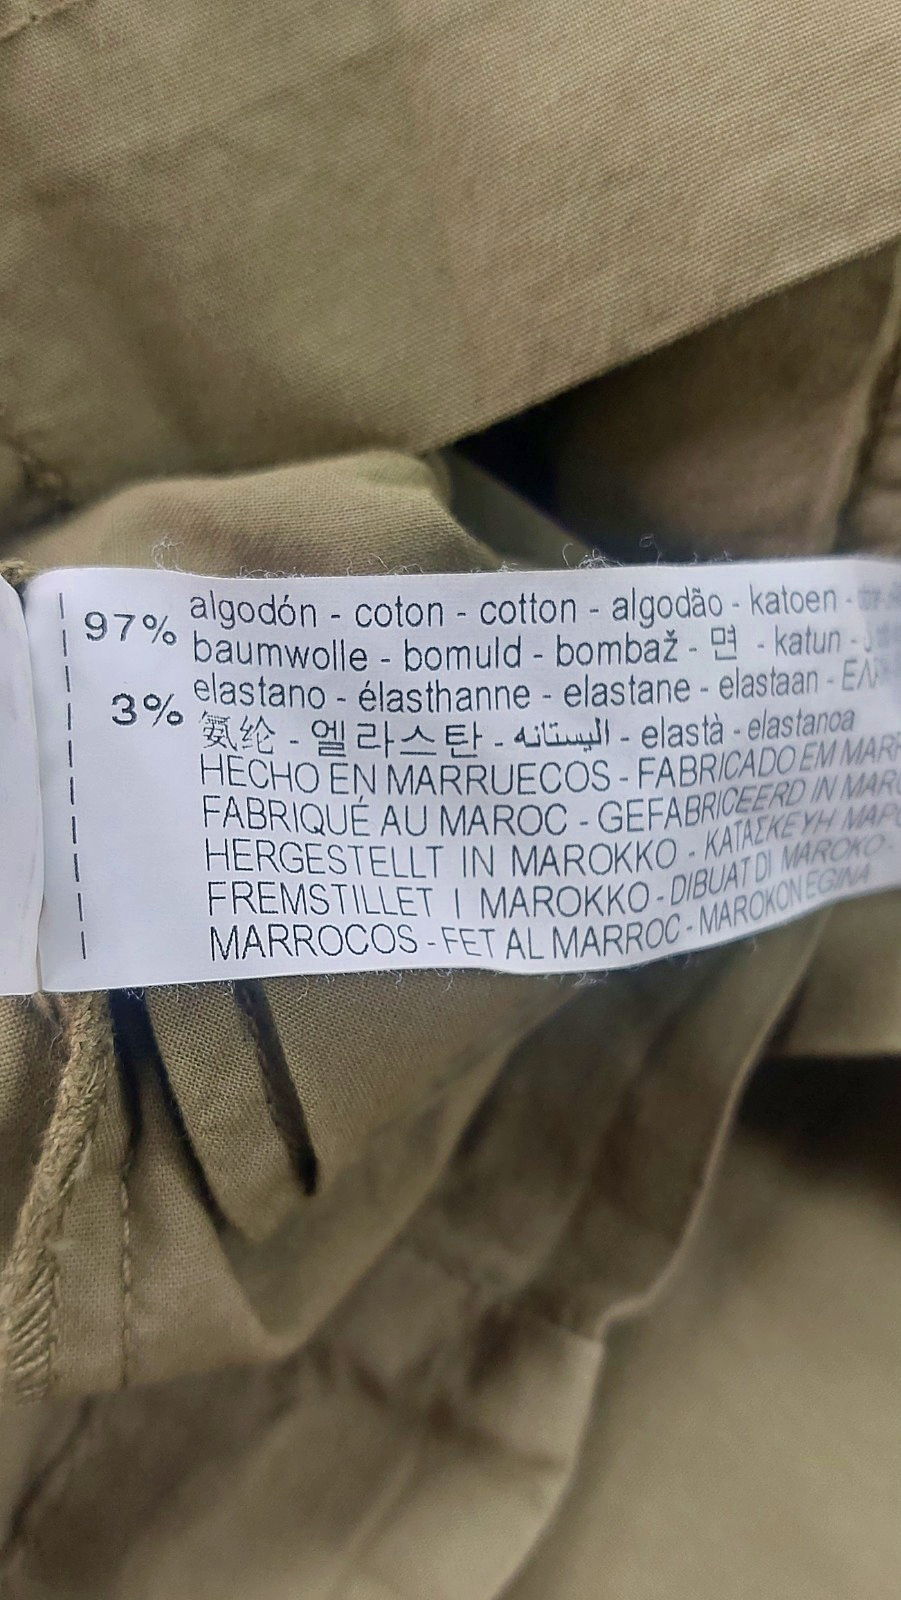 97% algodón - coton - cotton - algodão - katoen -
baumwolle - bomuld - bombaž - 면 - katun -
3% elastano - élasthanne - elastane - elastaan -
氨纶 - 엘라스탄 - اليستانه - elastà - elastanoa
HECHO EN MARRUECOS - FABRICADO EM
FABRIQUÉ AU MAROC - GEFABRICEERD IN
HERGESTELLT IN MAROKKO - ΚΑΤΑΣΚΕΥΗ
FREMSTILLET I MAROKKO - DIBUAT DI MAROKO -
MARROCOS - FET AL MARROC - MAROKON EGINA